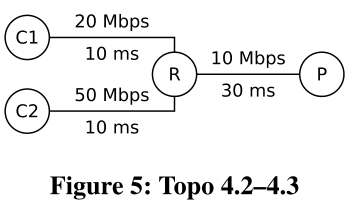 C1
20 Mbps
10 ms
C2
50 Mbps
10 ms
R
10 Mbps
30 ms
P
Figure 5: Topo 4.2–4.3